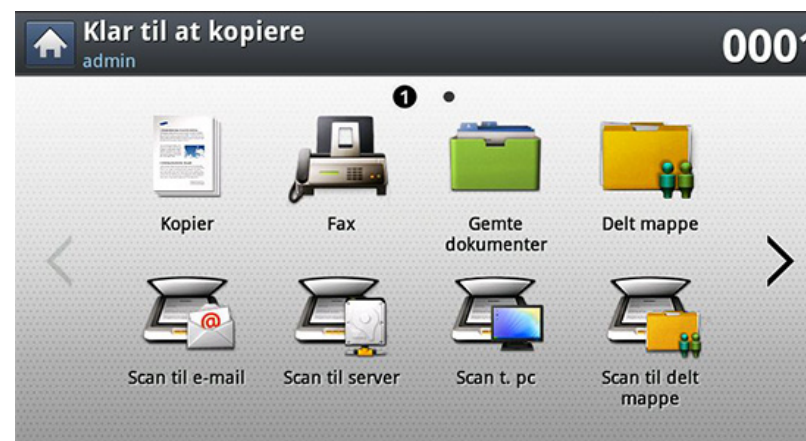 Klar til at kopiere
admin
0001
1
Kopier
Fax
Gemte
dokumenter
Delt mappe
Scan til e-mail
Scan til server
Scan t. pc
Scan til delt
mappe